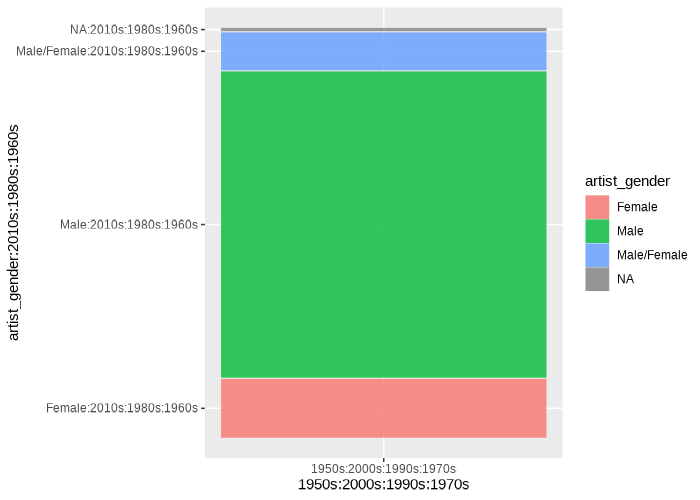 NA:2010s:1980s:1960s
Male/Female:2010s:1980s:1960s
Male:2010s:1980s:1960s
Female:2010s:1980s:1960s
artist_gender:2010s:1980s:1960s
1950s:2000s:1990s:1970s
1950s:2000s:1990s:1970s
artist_gender
Female
Male
Male/Female
NA